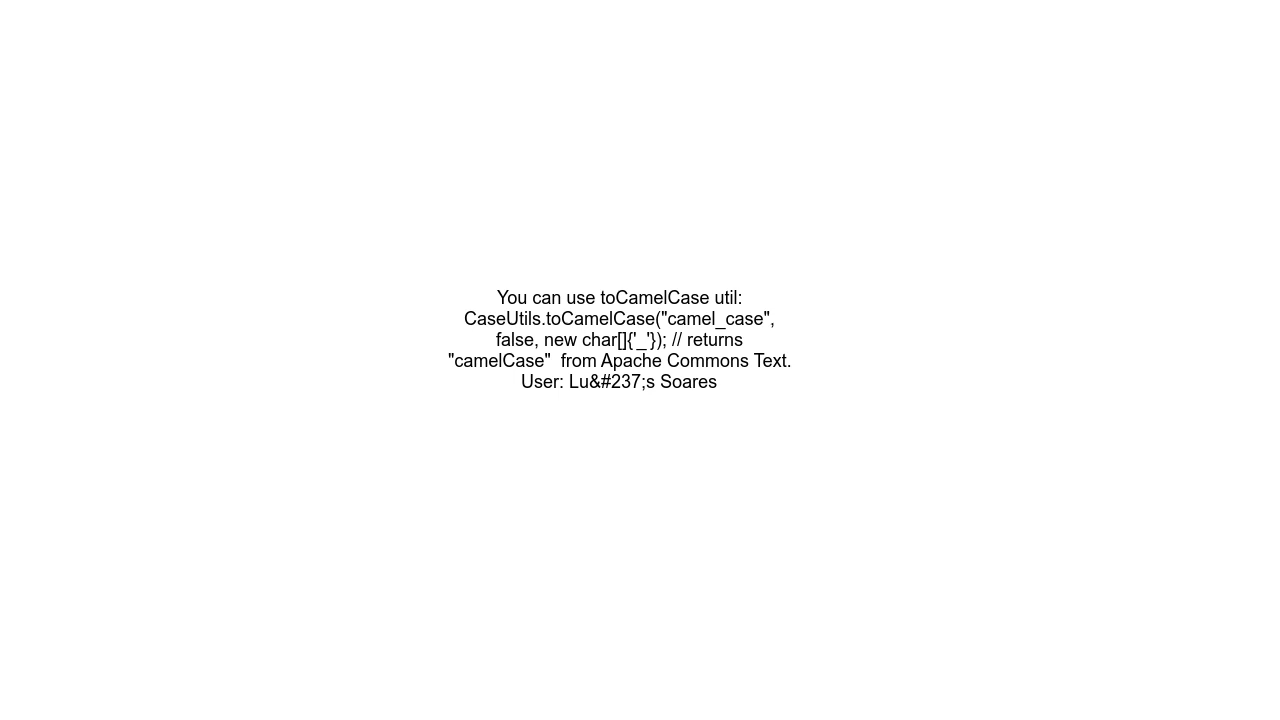 You can use toCamelCase util:
CaseUtils.toCamelCase("camel_case",
false, new char[]{'_'}); // returns
"camelCase"  from Apache Commons Text.
User: Lu&#237;s Soares